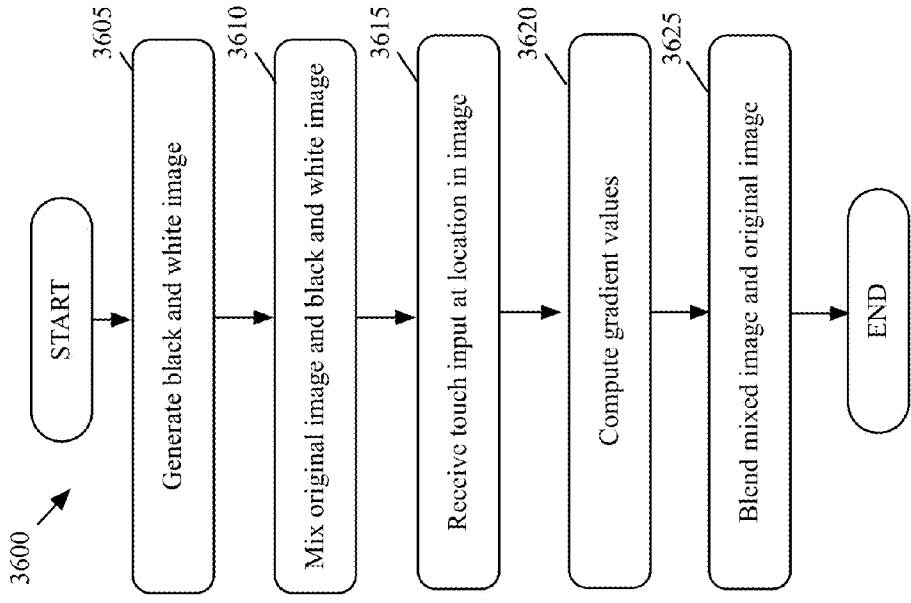 3600
START
3605
Generate black and white image
3610
Mix original image and black and white image
3615
Receive touch input at location in image
3620
Compute gradient values
3625
Blend mixed image and original image
END